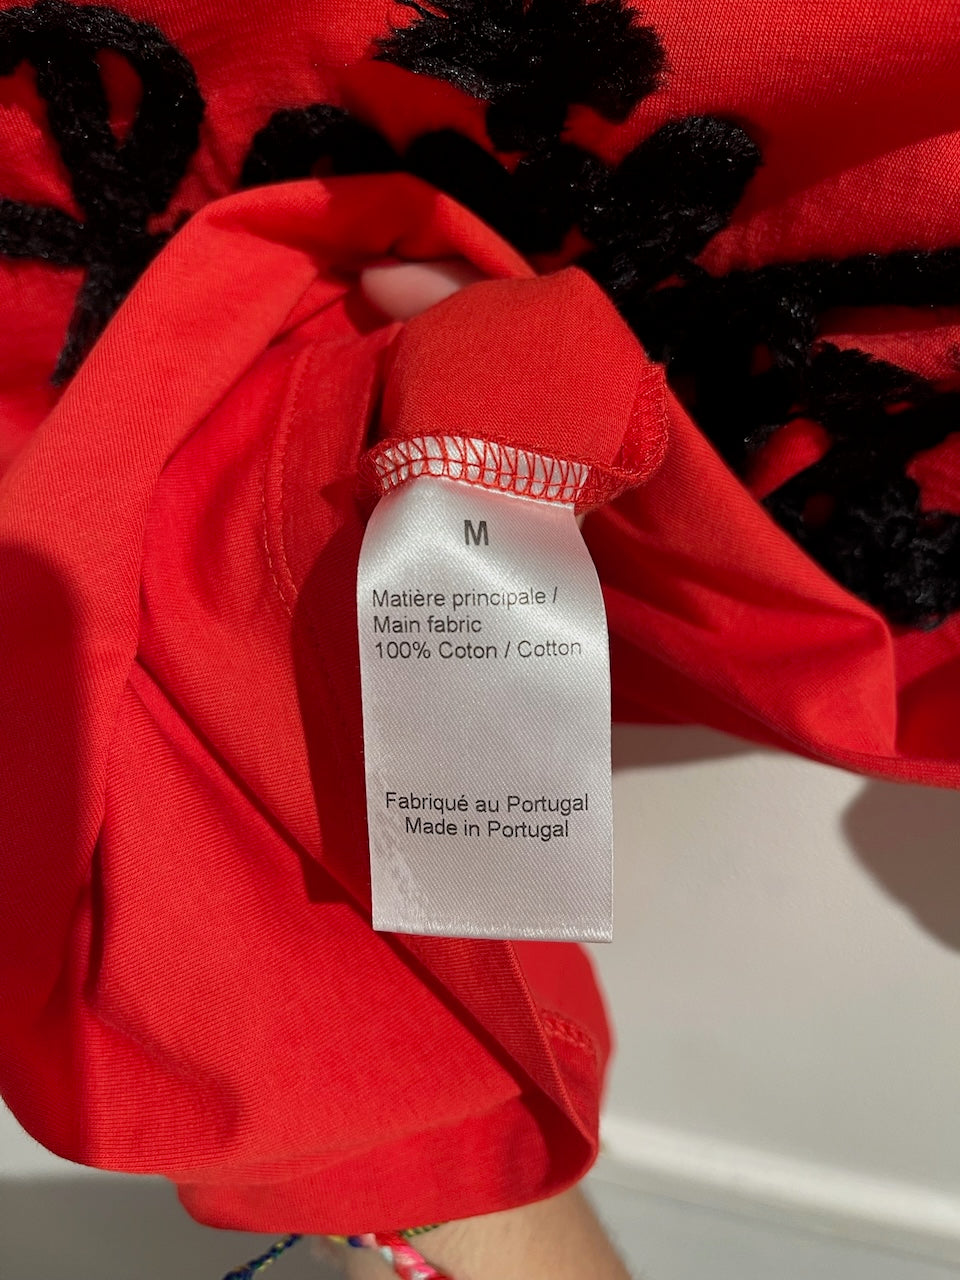 M
Matière principale /
Main fabric
100% Coton / Cotton
Fabriqué au Portugal
Made in Portugal